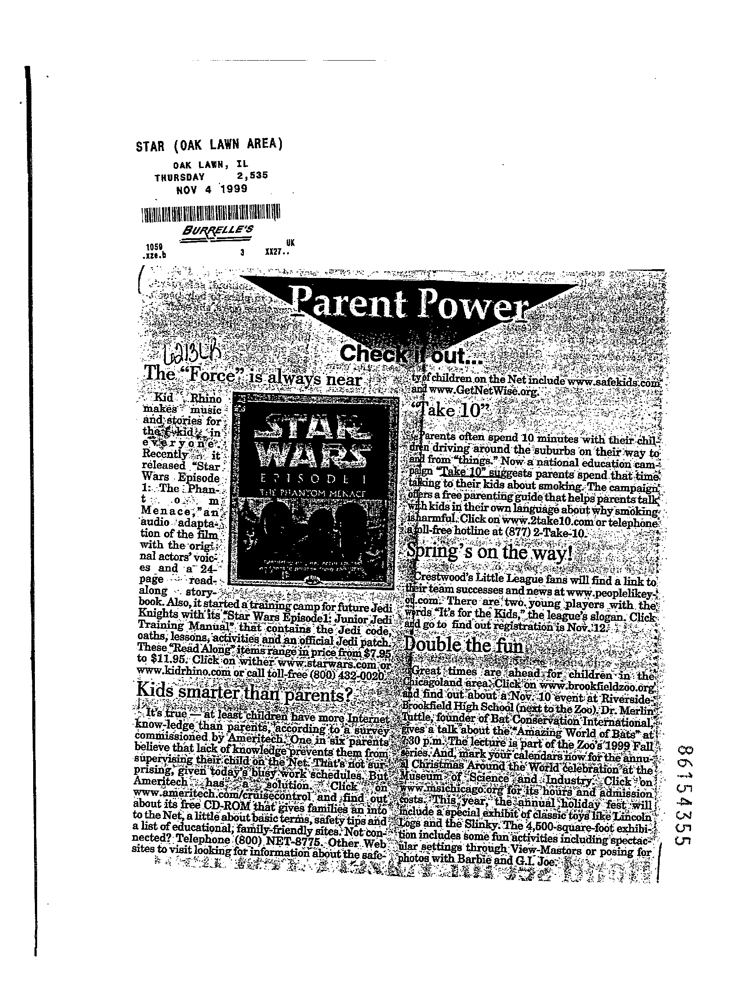 STAR (OAK LAWN AREA)
OAK LAWN, IL
THURSDAY 2,535
NOV 4 1999
BURRELLE'S
1059 UK
.xze.b 3 XX27..
Parent Power
Check it out...
The "Force" is always near
Kid Rhino
makes music
and stories for
the kid in
everyone.
Recently it
released "Star
Wars Episode
1: The Phan-
t o m
Menace," an
audio adapta-
tion of the film
with the origi-
nal actors' voic-
es and a 24-
page read-
along story-
STAR
WARS
EPISODE I
THE PHANTOM MENACE
book. Also, it started a training camp for future Jedi
Knights with its "Star Wars Episode1: Junior Jedi
Training Manual" that contains the Jedi code,
oaths, lessons, activities and an official Jedi patch.
These "Read Along" items range in price from $7.95
to $11.95. Click on wither www.starwars.com or
www.kidrhino.com or call toll-free (800) 432-0020.
Kids smarter than parents?
It's true — at least children have more Internet
know-ledge than parents, according to a survey
commissioned by Ameritech. One in six parents
believe that lack of knowledge prevents them from
supervising their child on the Net. That's not sur-
prising, given today's busy work schedules. But
Ameritech has a solution. Click on
www.ameritech.com/cruisecontrol and find out
about its free CD-ROM that gives families an into
to the Net, a little about basic terms, safety tips and
a list of educational, family-friendly sites. Not con-
nected? Telephone (800) NET-8775. Other Web
sites to visit looking for information about the safe-
ty of children on the Net include www.safekids.com
and www.GetNetWise.org.
"Take 10"
Parents often spend 10 minutes with their chil-
dren driving around the suburbs on their way to
and from "things." Now a national education cam-
paign "Take 10" suggests parents spend that time
talking to their kids about smoking. The campaign
offers a free parenting guide that helps parents talk
with kids in their own language about why smoking
is harmful. Click on www.2take10.com or telephone
a toll-free hotline at (877) 2-Take-10.
Spring's on the way!
Crestwood's Little League fans will find a link to
their team successes and news at www.peoplelikey-
ou.com. There are two young players with the
words "It's for the Kids," the league's slogan. Click
and go to find out registration is Nov. 12.
Double the fun
Great times are ahead for children in the
Chicagoland area. Click on www.brookfieldzoo.org
and find out about a Nov. 10 event at Riverside-
Brookfield High School (next to the Zoo). Dr. Merlin
Tuttle, founder of Bat Conservation International,
gives a talk about the "Amazing World of Bats" at
7:30 p.m. The lecture is part of the Zoo's 1999 Fall
series. And, mark your calendars now for the annu-
al Christmas Around the World celebration at the
Museum of Science and Industry. Click on
www.msichicago.org for its hours and admission
costs. This year, the annual holiday fest will
include a special exhibit of classic toys like Lincoln
Logs and the Slinky. The 4,500-square-foot exhibi-
tion includes some fun activities including spectac-
ular settings through View-Mastors or posing for
photos with Barbie and G.I. Joe.
86154355